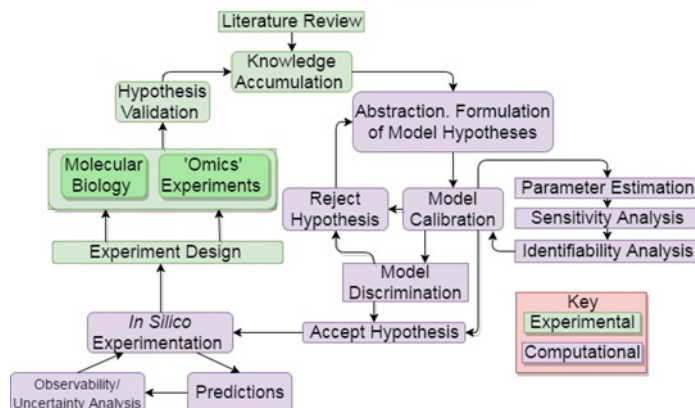 Literature Review
Knowledge
Accumulation
Hypothesis
Validation
Abstraction. Formulation
of Model Hypotheses
Molecular
Biology
'Omics'
Experiments
Reject
Hypothesis
Model
Calibration
Parameter Estimation
Sensitivity Analysis
Identifiability Analysis
Experiment Design
Model
Discrimination
In Silico
Experimentation
Accept Hypothesis
Observability/
Uncertainty Analysis
Predictions
Key
Experimental
Computational